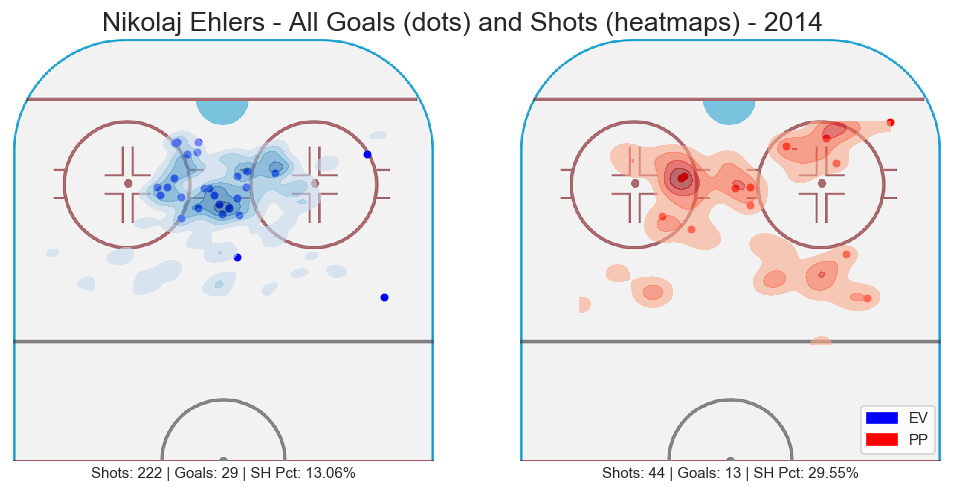 Nikolaj Ehlers - All Goals (dots) and Shots (heatmaps) - 2014
EV
PP
Shots: 222 | Goals: 29 | SH Pct: 13.06%
Shots: 44 | Goals: 13 | SH Pct: 29.55%